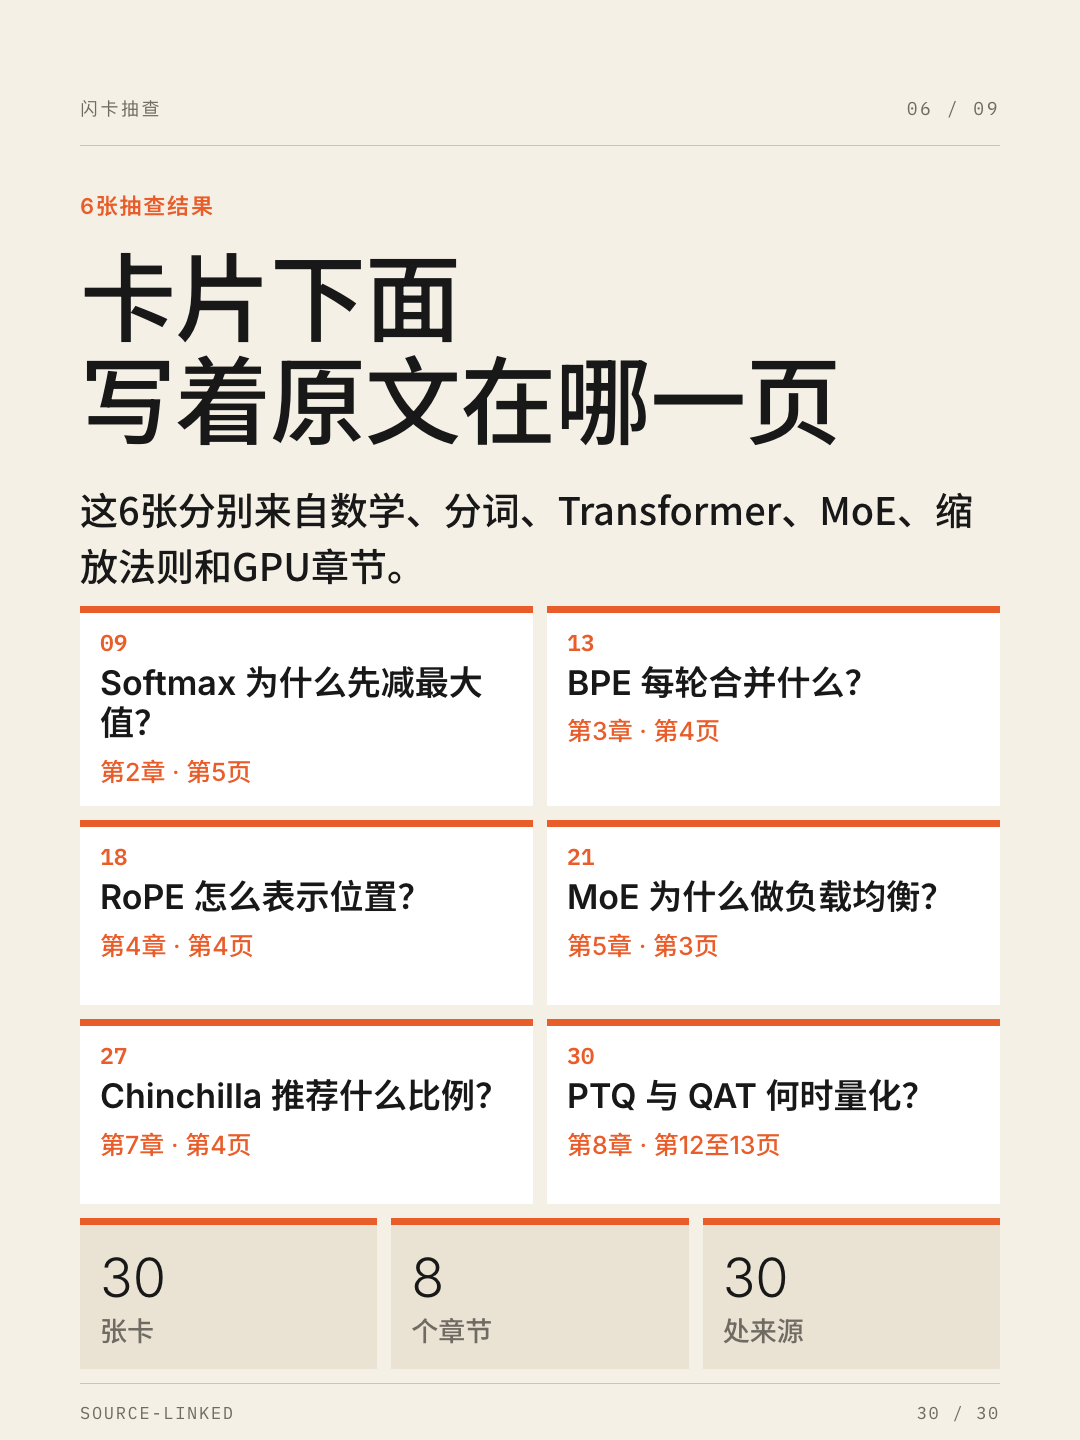 闪卡抽查
06 / 09
6张抽查结果
卡片下面
写着原文在哪一页
这6张分别来自数学、分词、Transformer、MoE、缩
放法则和GPU章节。
09
Softmax 为什么先减最大
值?
第2章 · 第5页
13
BPE 每轮合并什么?
第3章 · 第4页
18
RoPE 怎么表示位置?
第4章 · 第4页
21
MoE 为什么做负载均衡?
第5章 · 第3页
27
Chinchilla 推荐什么比例?
第7章 · 第4页
30
PTQ 与 QAT 何时量化?
第8章 · 第12至13页
30
张卡
8
个章节
30
处来源
SOURCE-LINKED
30 / 30